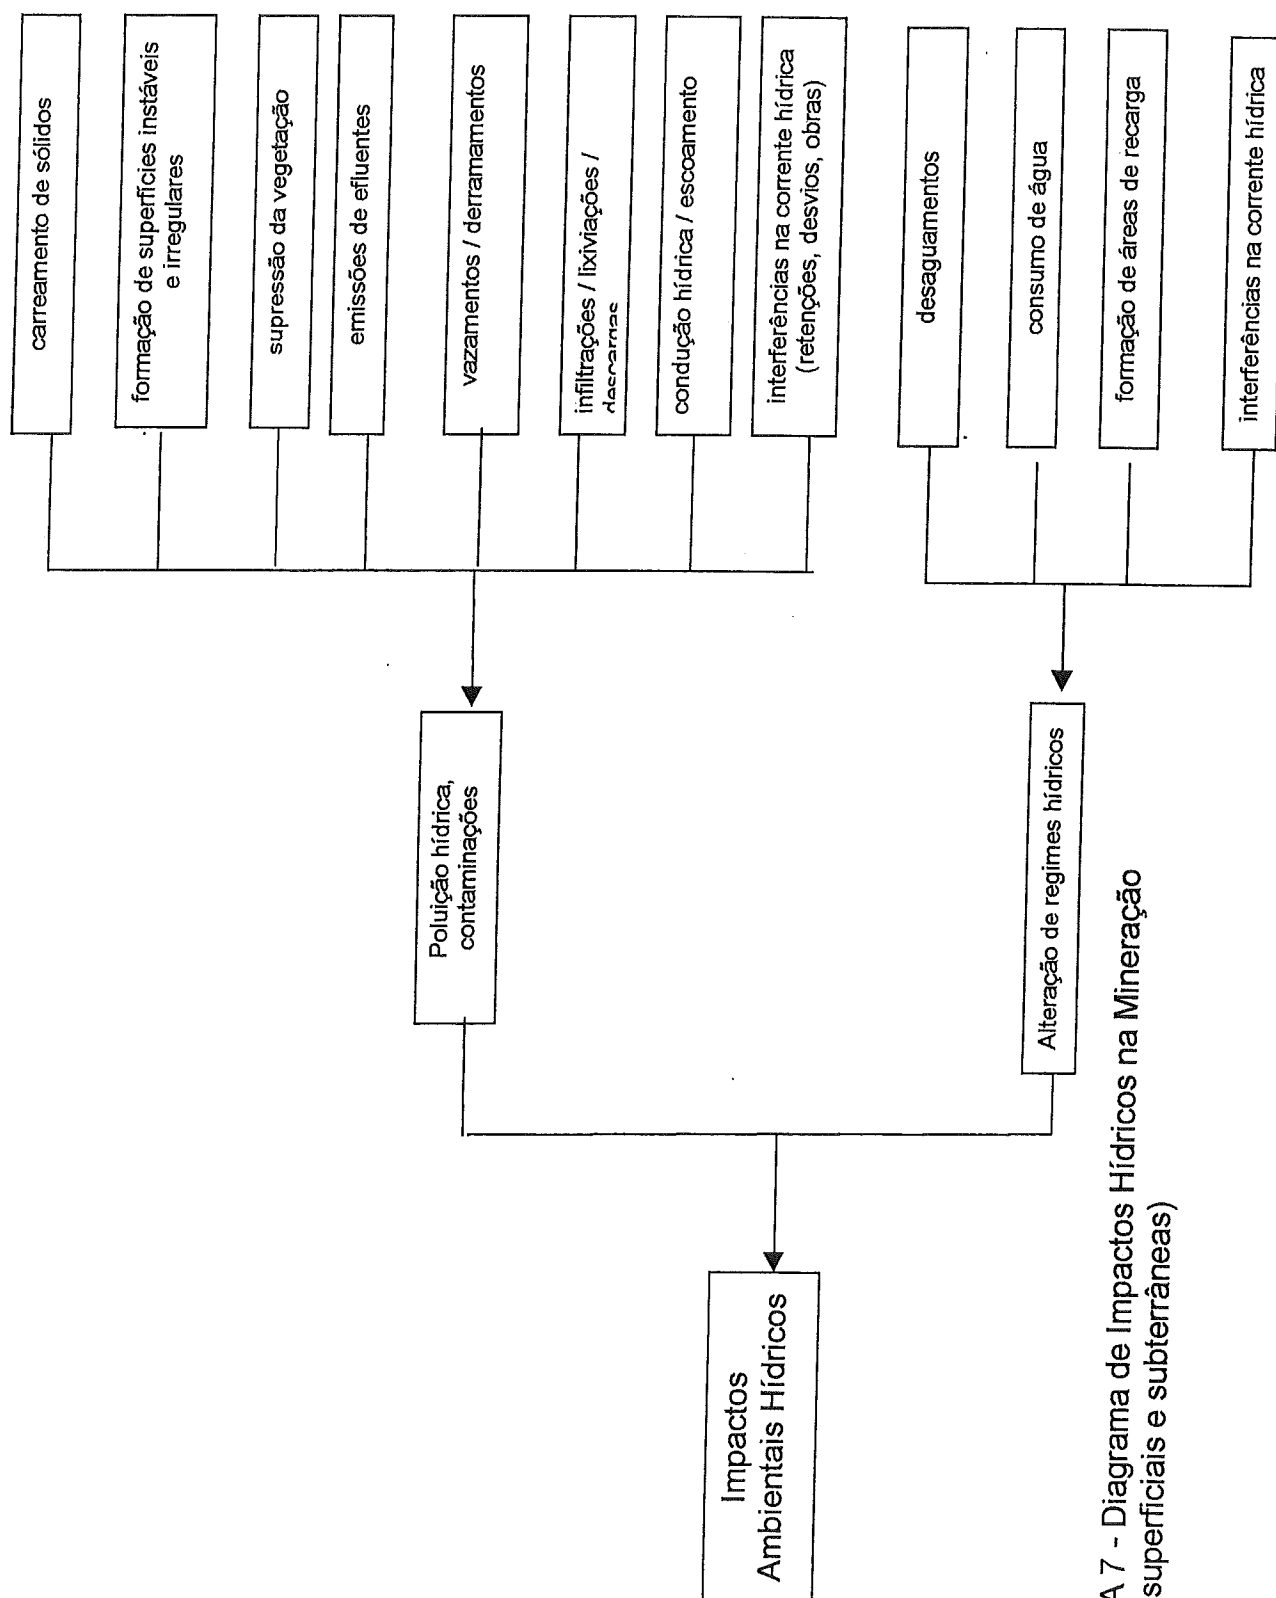 carreamento de sólidos
formação de superfícies instáveis
e irregulares
supressão da vegetação
emissões de efluentes
vazamentos / derramamentos
infiltrações / lixiviações /
descargas
condução hídrica / escoamento
interferências na corrente hídrica
(retenções, desvios, obras)
desaguamentos
consumo de água
formação de áreas de recarga
interferências na corrente hídrica
Poluição hídrica,
contaminações
Alteração de regimes hídricos
Impactos
Ambientais Hídricos
A 7 - Diagrama de Impactos Hídricos na Mineração
superficiais e subterrâneas)